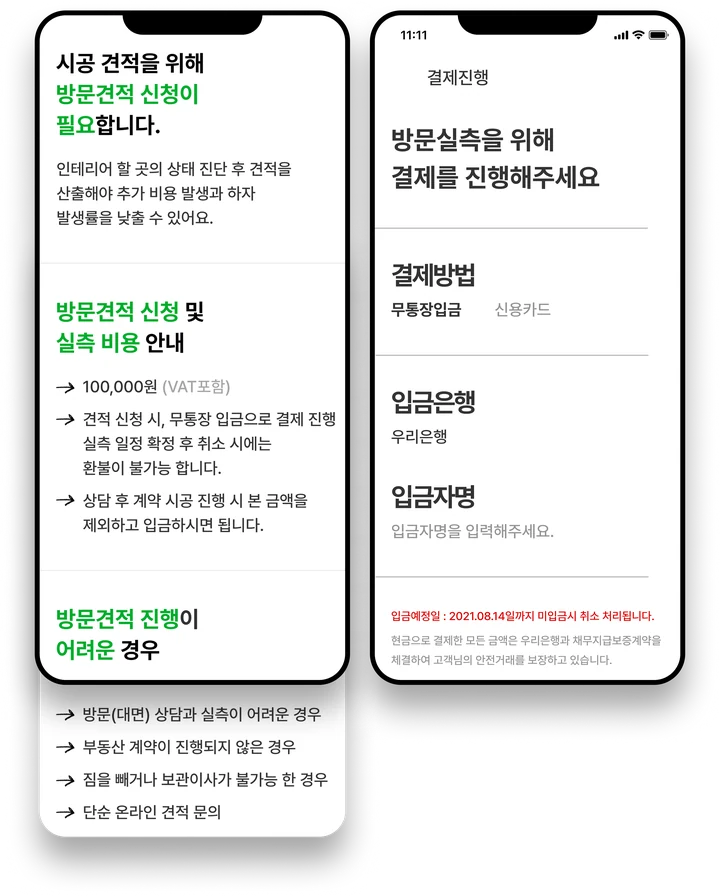 시공 견적을 위해
방문견적 신청이
필요합니다.
인테리어 할 곳의 상태 진단 후 견적을
산출해야 추가 비용 발생과 하자
발생률을 낮출 수 있어요.
방문견적 신청 및
실측 비용 안내
→ 100,000원 (VAT포함)
→ 견적 신청 시, 무통장 입금으로 결제 진행
실측 일정 확정 후 취소 시에는
환불이 불가능 합니다.
→ 상담 후 계약 시공 진행 시 본 금액을
제외하고 입금하시면 됩니다.
방문견적 진행이
어려운 경우
→ 방문(대면) 상담과 실측이 어려운 경우
→ 부동산 계약이 진행되지 않은 경우
→ 짐을 빼거나 보관이사가 불가능 한 경우
→ 단순 온라인 견적 문의
11:11
결제진행
방문실측을 위해
결제를 진행해주세요
결제방법
무통장입금 신용카드
입금은행
우리은행
입금자명
입금자명을 입력해주세요.
입금예정일 : 2021.08.14일까지 미입금시 취소 처리됩니다.
현금으로 결제한 모든 금액은 우리은행과 채무지급보증계약을
체결하여 고객님의 안전거래를 보장하고 있습니다.